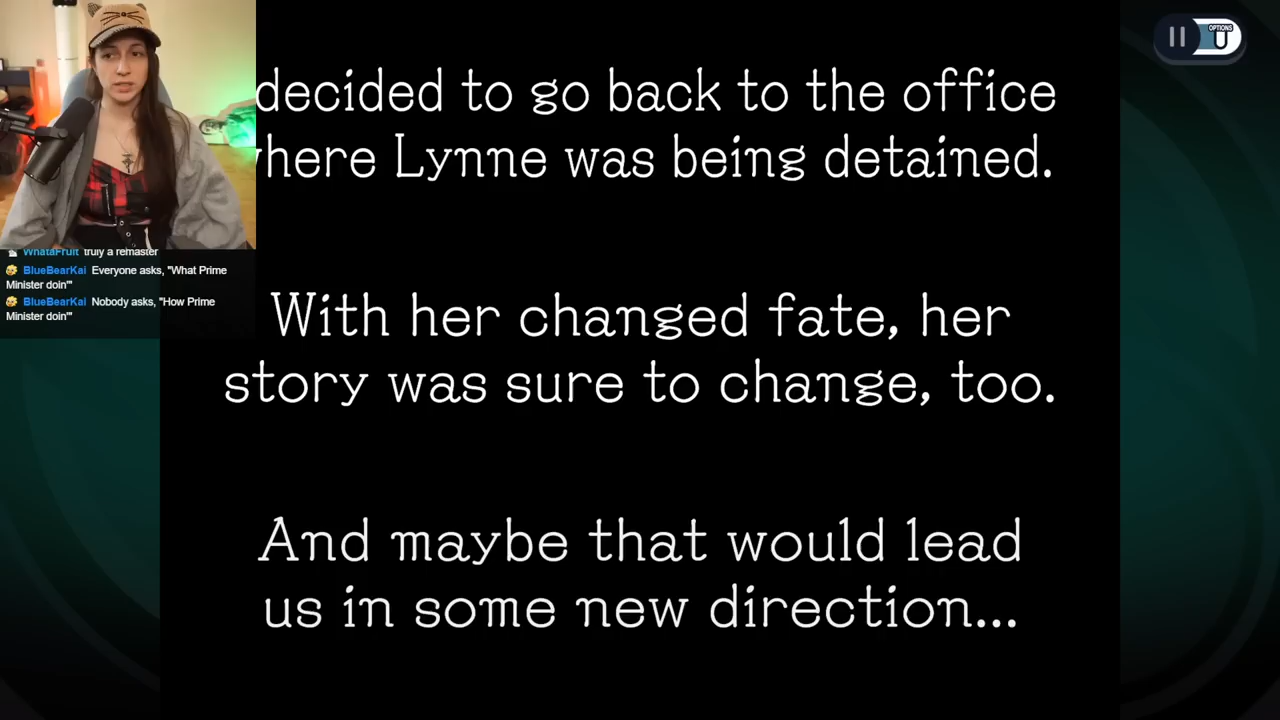 OPTIONS
decided to go back to the office
here Lynne was being detained.
WhataFruit truly a remaster
BlueBearKai Everyone asks, "What Prime
Minister doin'"
BlueBearKai Nobody asks, "How Prime
Minister doin'"
With her changed fate, her
story was sure to change, too.
And maybe that would lead
us in some new direction...